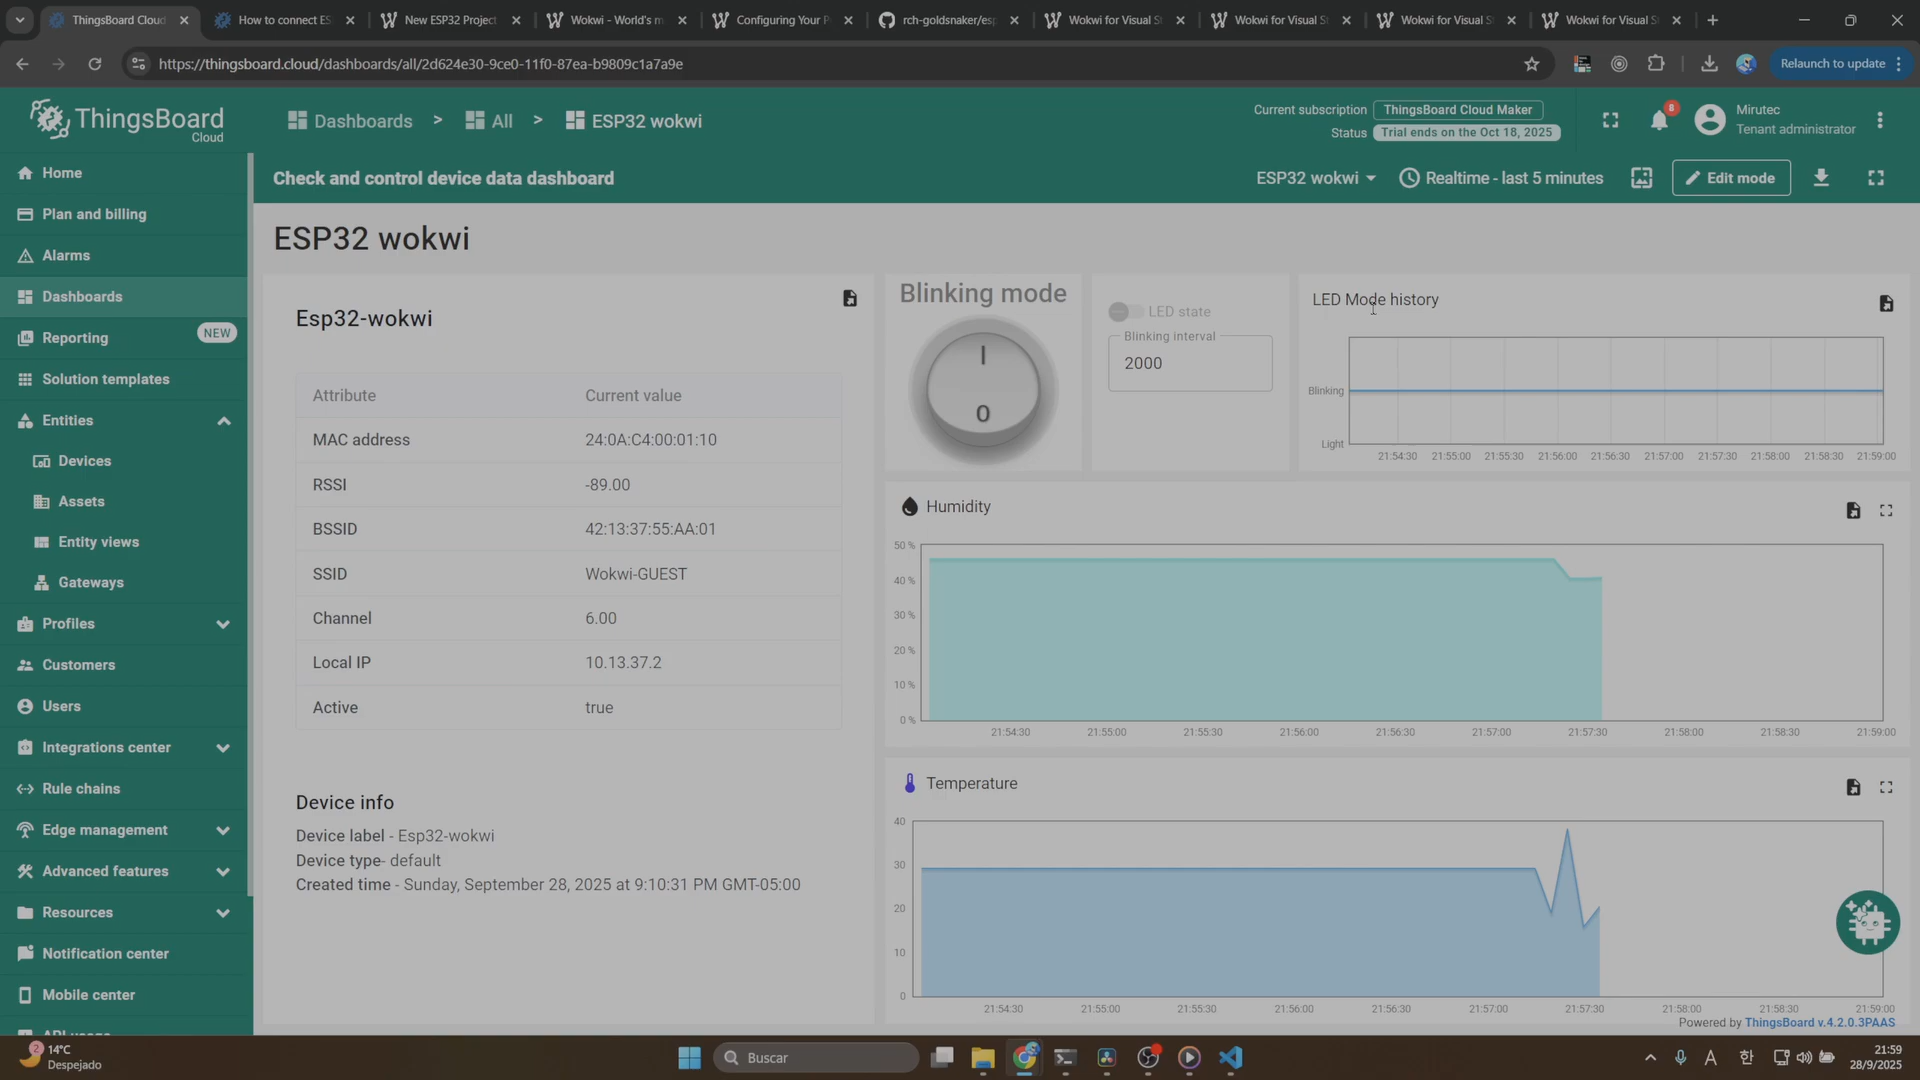 ThingsBoard Cloud
How to connect ES
New ESP32 Project
Wokwi - World's m
Configuring Your P
rch-goldsnaker/esp
Wokwi for Visual S
Wokwi for Visual S
Wokwi for Visual S
Wokwi for Visual S
https://thingsboard.cloud/dashboards/all/2d624e30-9ce0-11f0-87ea-b9809c1a7a9e
Relaunch to update
ThingsBoard
Cloud
Dashboards > All > ESP32 wokwi
Current subscription ThingsBoard Cloud Maker
Status Trial ends on the Oct 18, 2025
8
Mirutec
Tenant administrator
Check and control device data dashboard
ESP32 wokwi
Realtime - last 5 minutes
Edit mode
Home
Plan and billing
Alarms
Dashboards
Reporting NEW
Solution templates
Entities
Devices
Assets
Entity views
Gateways
Profiles
Customers
Users
Integrations center
Rule chains
Edge management
Advanced features
Resources
Notification center
Mobile center
API usage
ESP32 wokwi
Esp32-wokwi
Attribute Current value
MAC address 24:0A:C4:00:01:10
RSSI -89.00
BSSID 42:13:37:55:AA:01
SSID Wokwi-GUEST
Channel 6.00
Local IP 10.13.37.2
Active true
Device info
Device label - Esp32-wokwi
Device type- default
Created time - Sunday, September 28, 2025 at 9:10:31 PM GMT-05:00
Blinking mode
I
0
LED state
Blinking interval
2000
LED Mode history
Blinking
Light
21:54:30 21:55:00 21:55:30 21:56:00 21:56:30 21:57:00 21:57:30 21:58:00 21:58:30 21:59:00
Humidity
50 %
40 %
30 %
20 %
10 %
0 %
21:54:30 21:55:00 21:55:30 21:56:00 21:56:30 21:57:00 21:57:30 21:58:00 21:58:30 21:59:00
Temperature
40
30
20
10
0
21:54:30 21:55:00 21:55:30 21:56:00 21:56:30 21:57:00 21:57:30 21:58:00 21:58:30 21:59:00
Powered by ThingsBoard v.4.2.0.3PAAS
2
14°C
Despejado
Buscar
A
한
21:59
28/9/2025